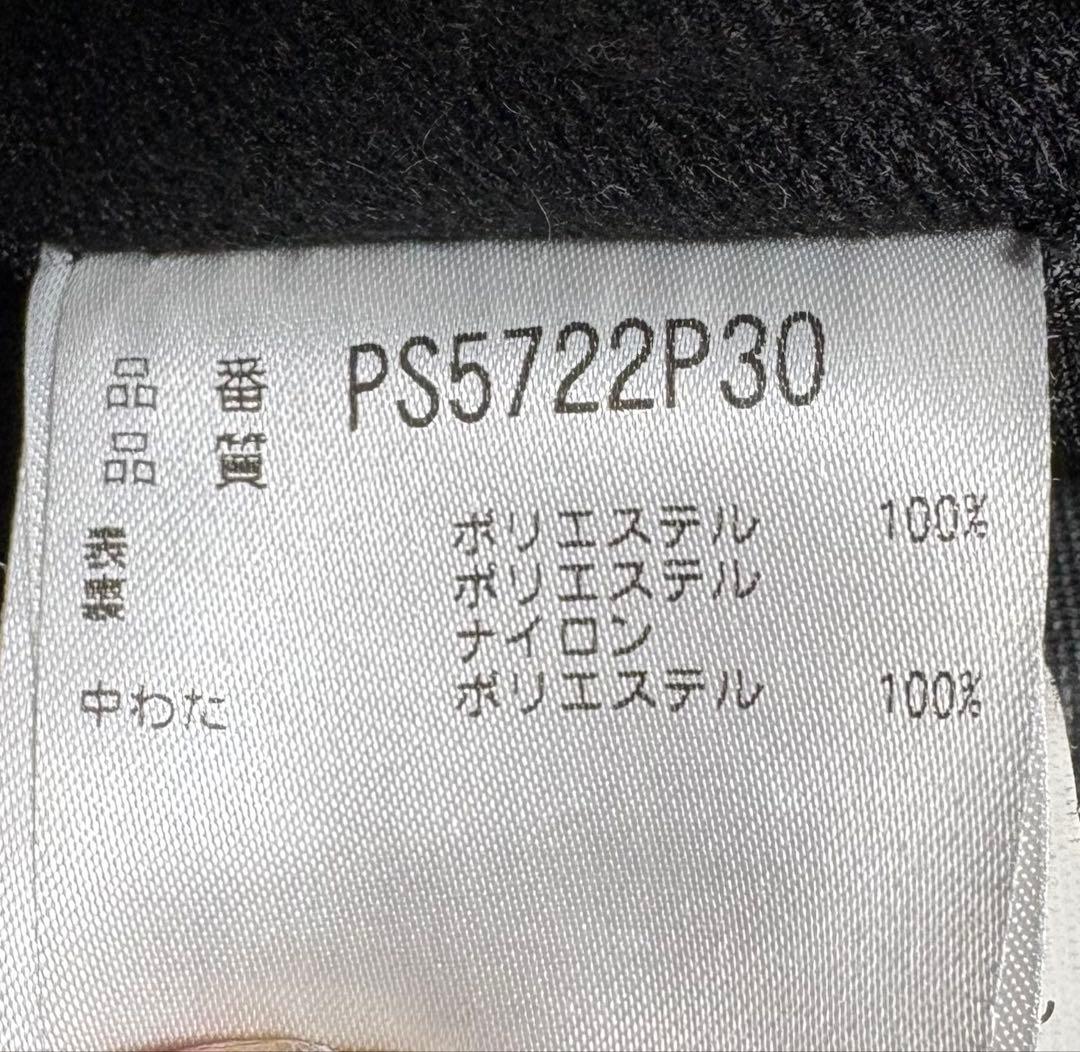 品番 PS5722P30
品質
ポリエステル 100%
ポリエステル
ナイロン
中わた ポリエステル 100%